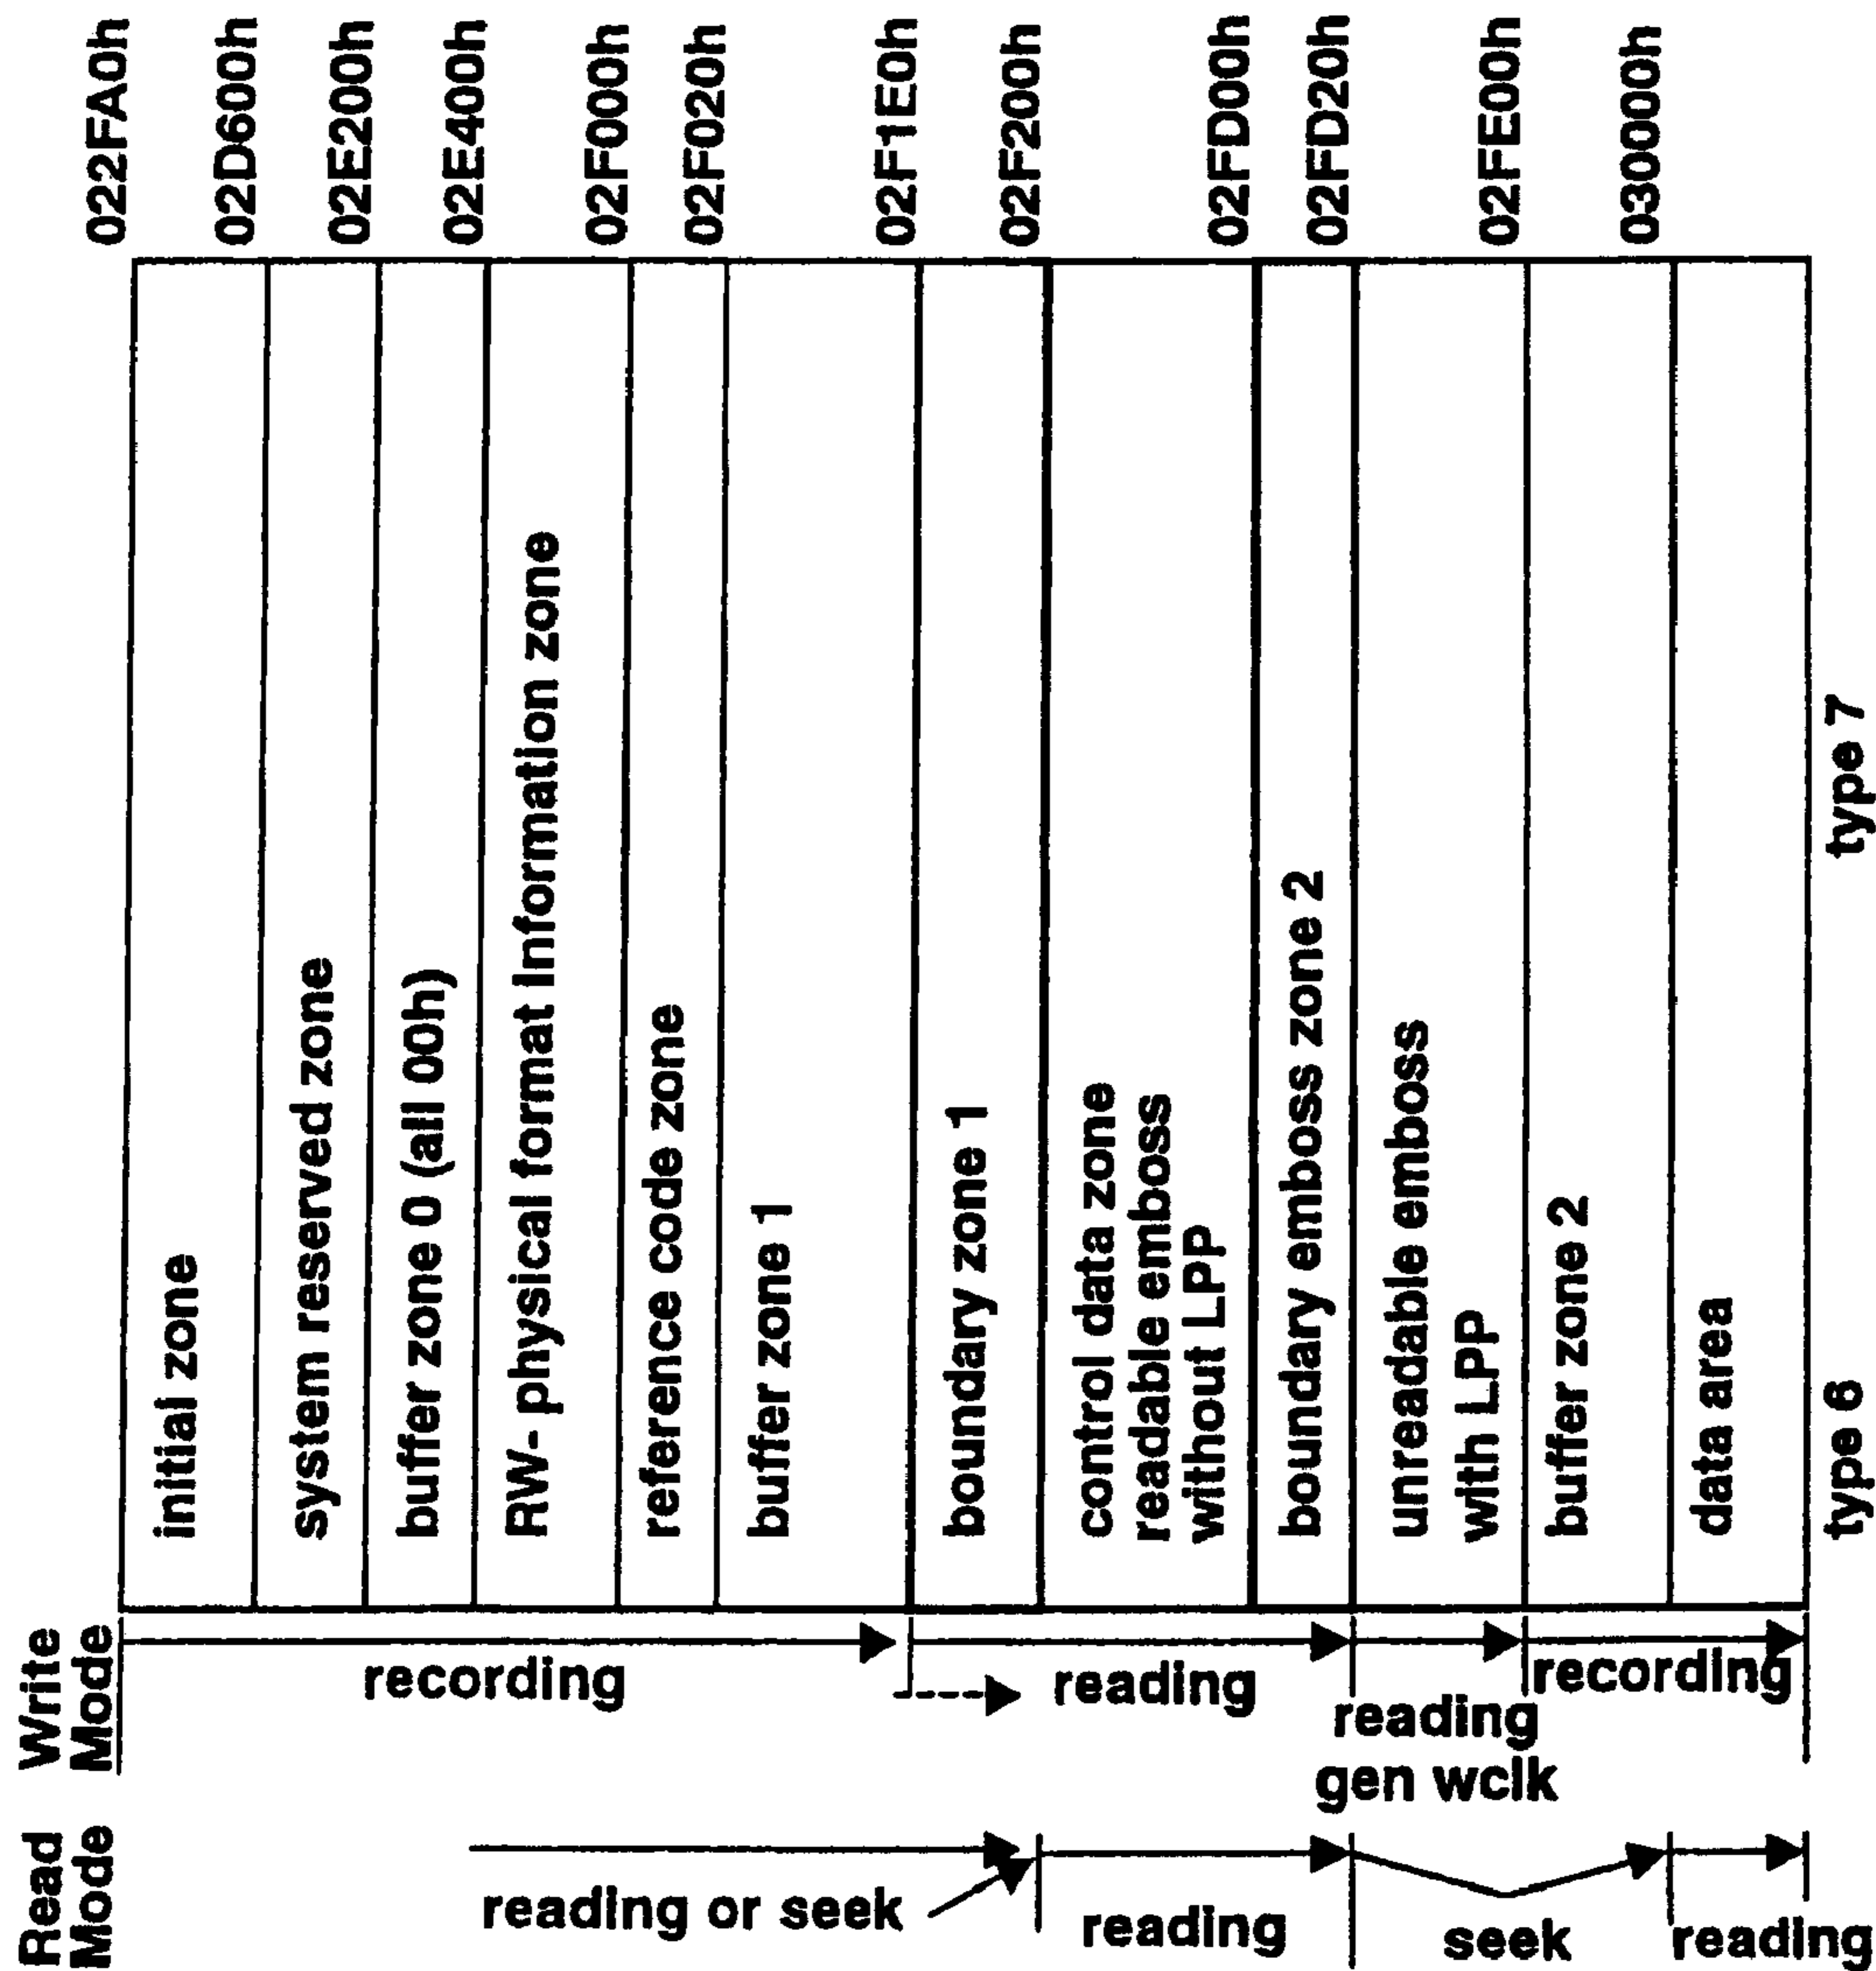 022FA0h
02D600h
02E200h
02E400h
02F000h
02F020h
02F1E0h
02F200h
02FD00h
02FD20h
02FE00h
030000h
initial zone
system reserved zone
buffer zone 0 (all 00h)
RW- physical format information zone
reference code zone
buffer zone 1
boundary zone 1
control data zone
readable emboss
without LPP
boundary emboss zone 2
unreadable emboss
with LPP
buffer zone 2
data area
type 6
type 7
Write
Mode
recording
reading
reading
gen wclk
recording
Read
Mode
reading or seek
reading
seek
reading